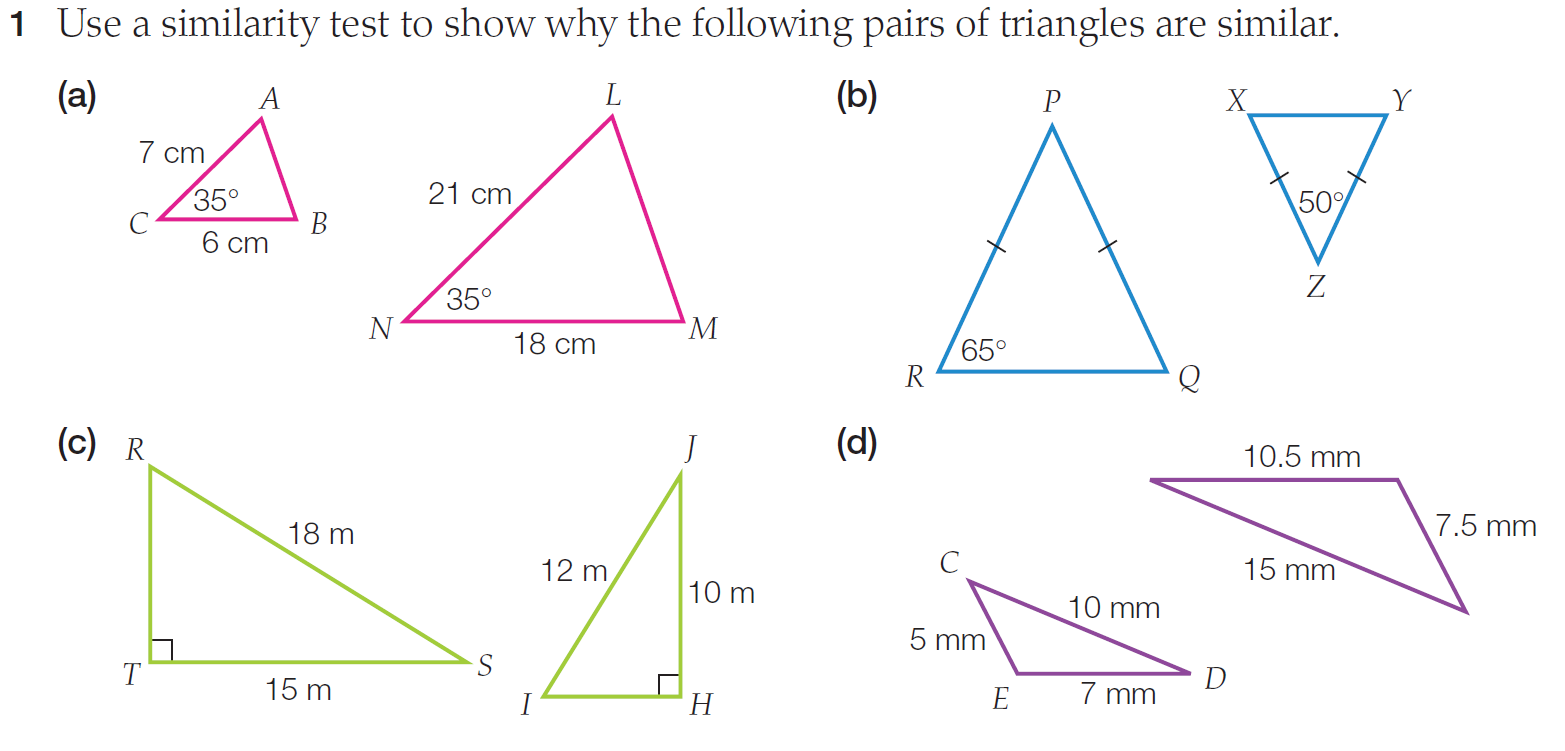 1 Use a similarity test to show why the following pairs of triangles are similar.
(a)
A
7 cm
35°
C
B
6 cm
L
21 cm
35°
N
M
18 cm
(b)
P
65°
R
Q
X
Y
50°
Z
(c)
R
18 m
T
S
15 m
J
12 m
10 m
I
H
(d)
10.5 mm
7.5 mm
15 mm
C
10 mm
5 mm
E
7 mm
D